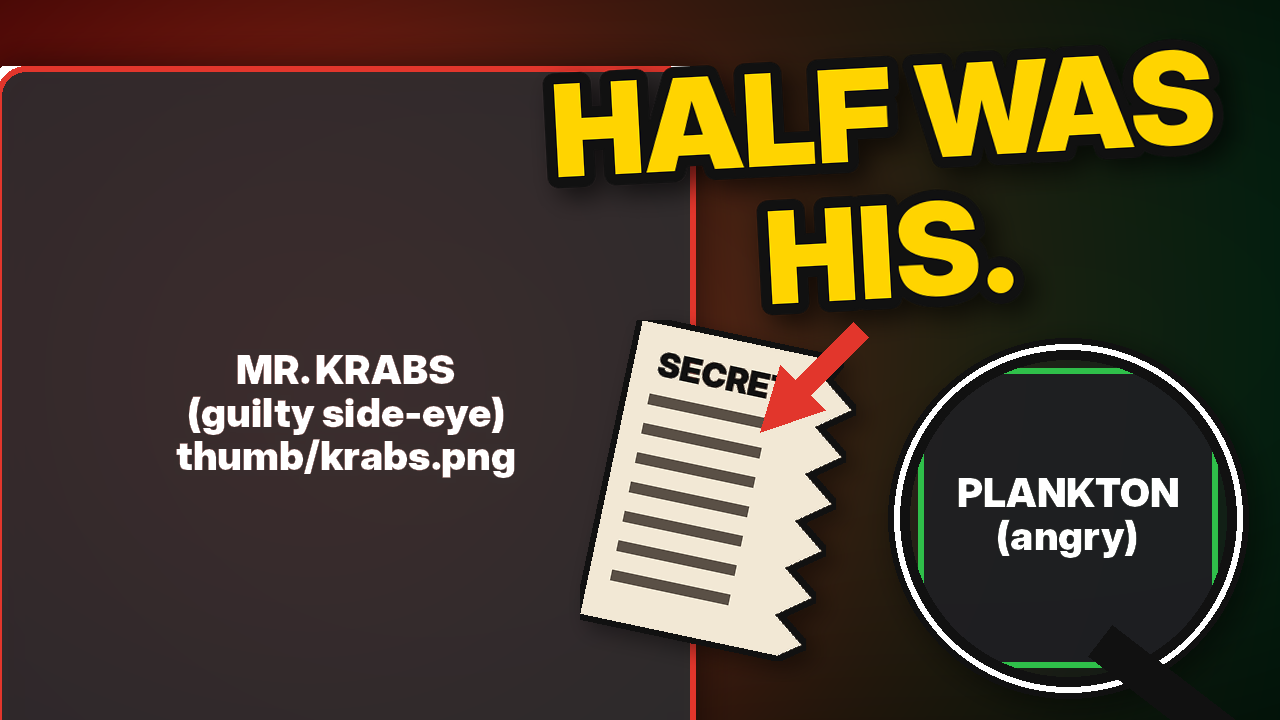 HALF WAS
HIS.
SECRET
MR. KRABS
(guilty side-eye)
thumb/krabs.png
PLANKTON
(angry)